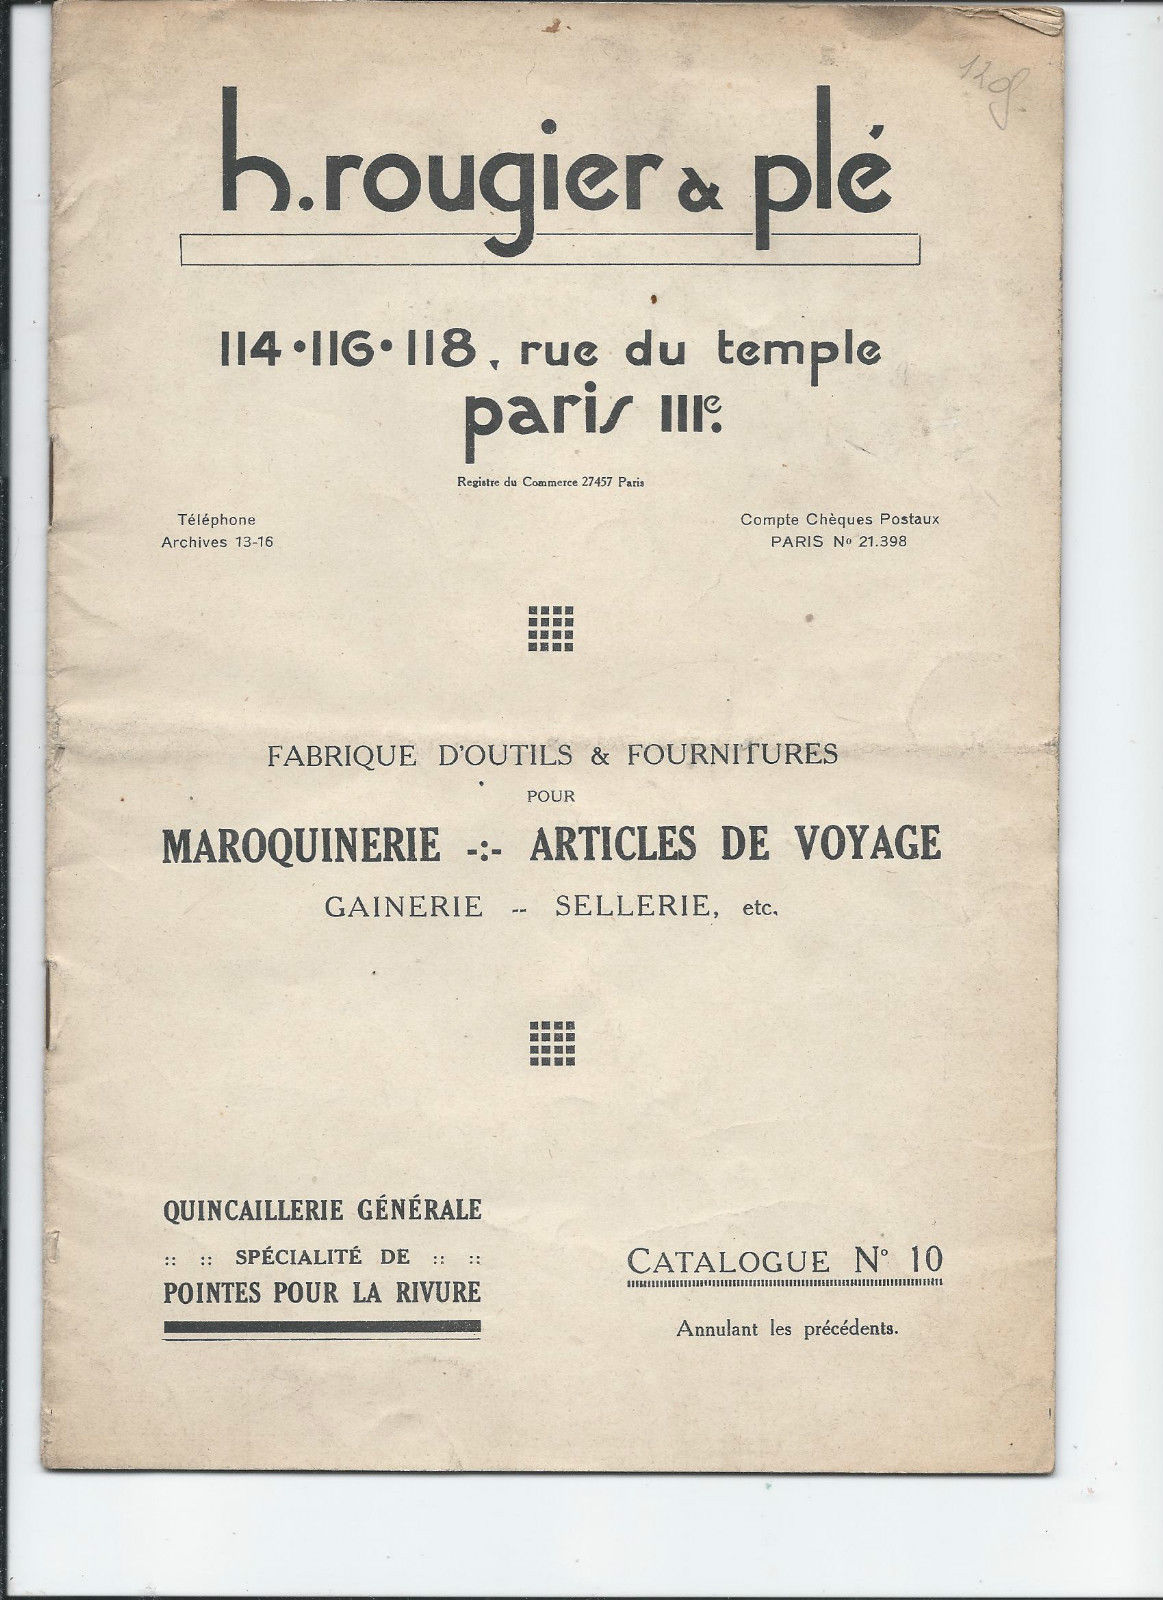 h. rougier & plé
114•116•118, rue du temple
paris IIIe.
Registre du Commerce 27457 Paris
Téléphone
Archives 13-16
Compte Chèques Postaux
PARIS No 21.398
FABRIQUE D'OUTILS & FOURNITURES
POUR
MAROQUINERIE -:- ARTICLES DE VOYAGE
GAINERIE -- SELLERIE, etc.
QUINCAILLERIE GÉNÉRALE
:: :: SPÉCIALITÉ DE :: ::
POINTES POUR LA RIVURE
CATALOGUE N° 10
Annulant les précédents.